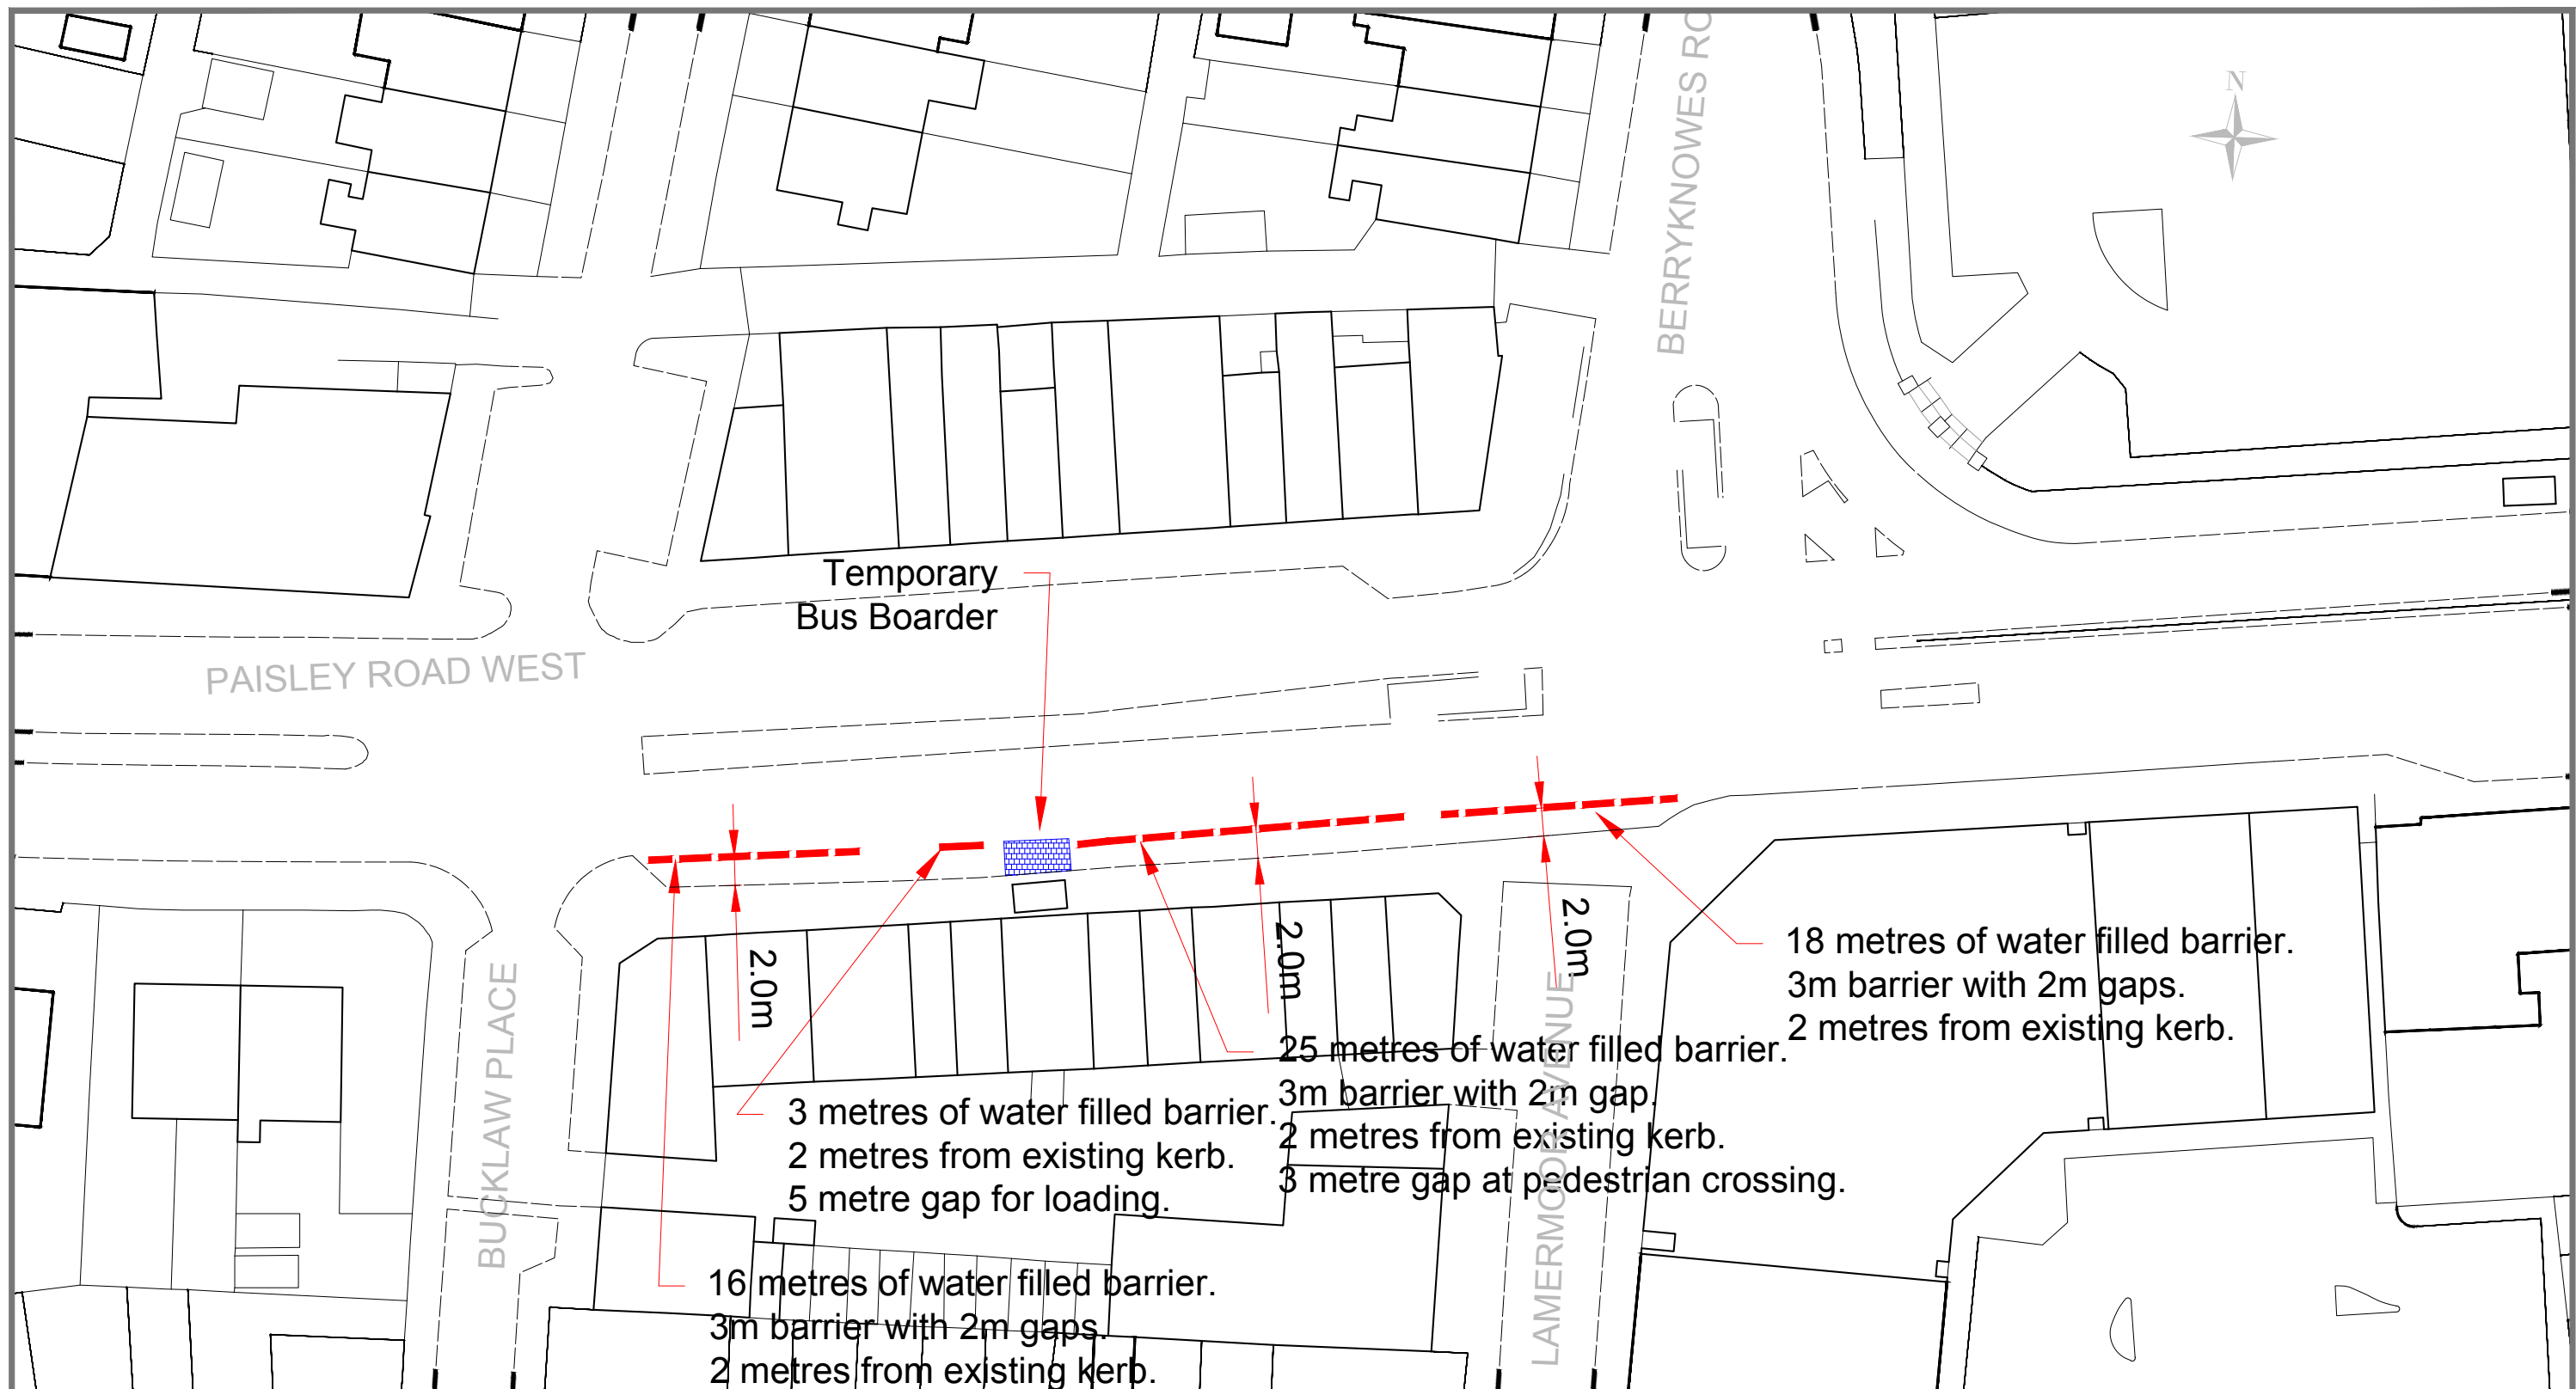 N
BERRYKNOWES RO
Temporary
Bus Boarder
PAISLEY ROAD WEST
2.0m
2.0m
2.0m
18 metres of water filled barrier.
3m barrier with 2m gaps.
2 metres from existing kerb.
25 metres of water filled barrier.
3m barrier with 2m gap.
2 metres from existing kerb.
3 metre gap at pedestrian crossing.
3 metres of water filled barrier.
2 metres from existing kerb.
5 metre gap for loading.
16 metres of water filled barrier.
3m barrier with 2m gaps.
2 metres from existing kerb.
BUCKLAW PLACE
LAMERMOOR AVENUE